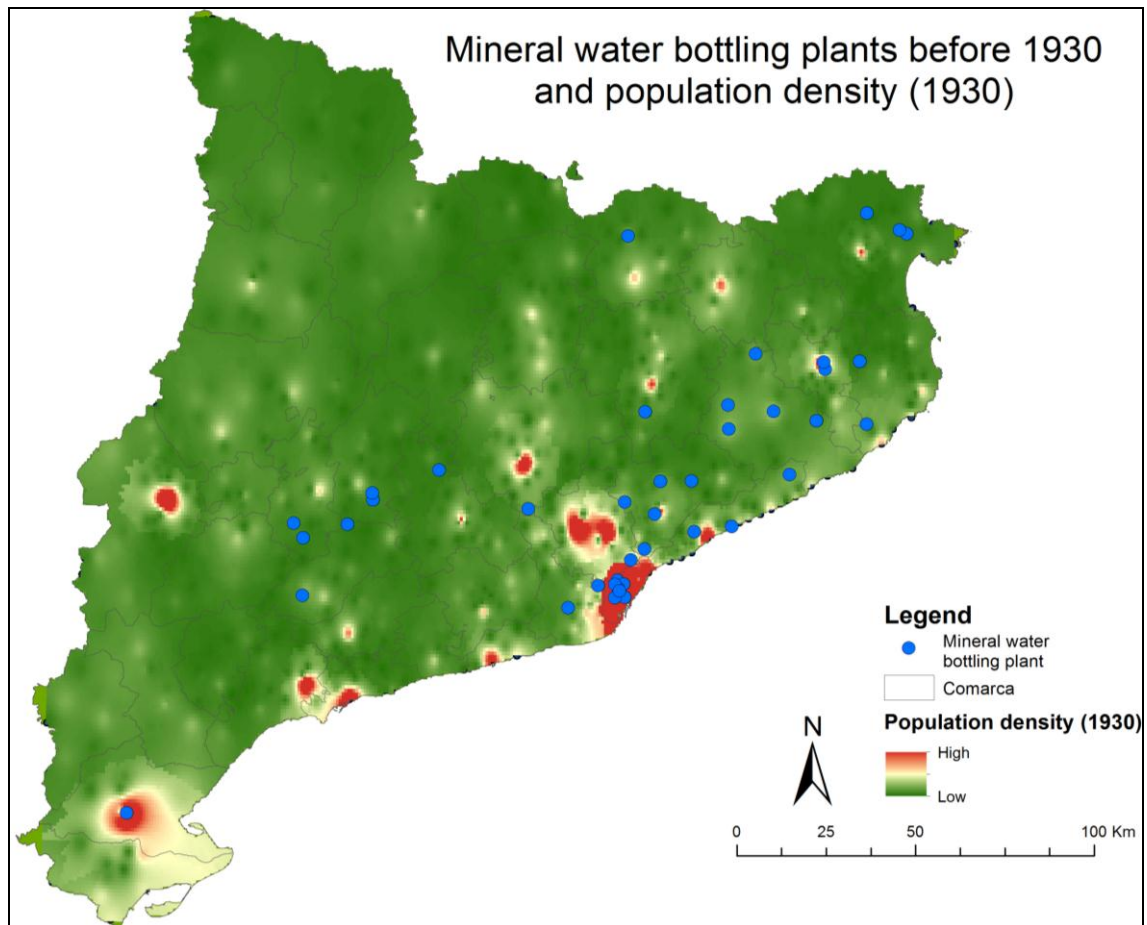 Mineral water bottling plants before 1930
and population density (1930)
Legend
Mineral water
bottling plant
Comarca
Population density (1930)
High
Low
N
0 25 50 100 Km